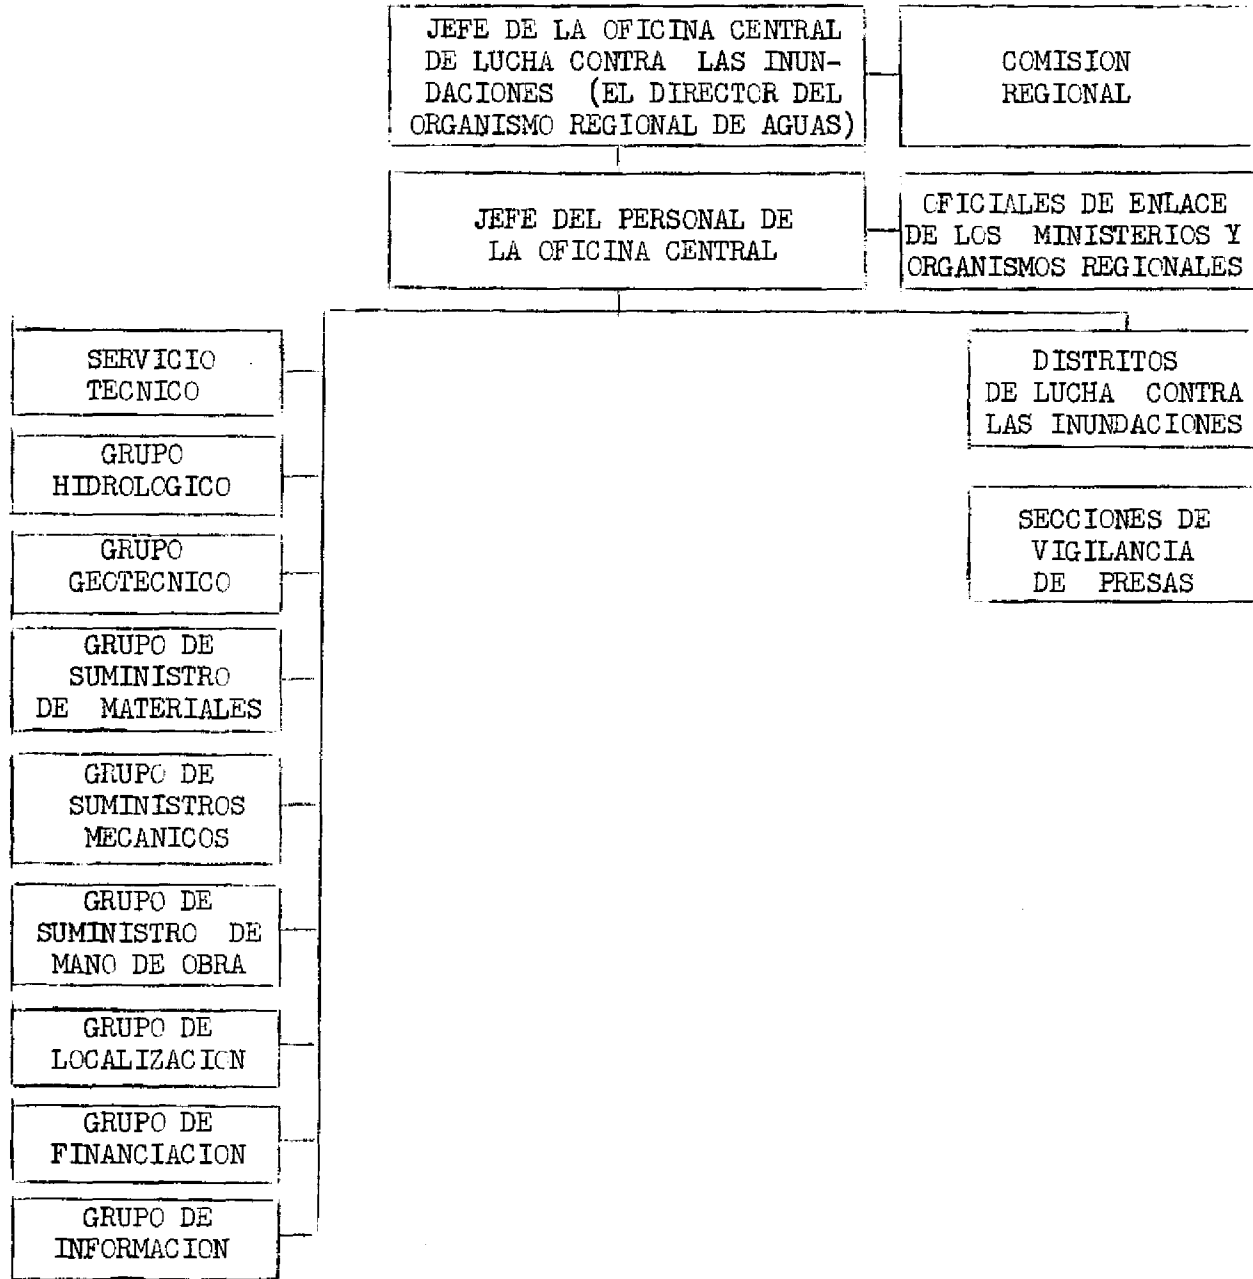 JEFE DE LA OFICINA CENTRAL
DE LUCHA CONTRA LAS INUN-
DACIONES (EL DIRECTOR DEL
ORGANISMO REGIONAL DE AGUAS)
COMISION
REGIONAL
JEFE DEL PERSONAL DE
LA OFICINA CENTRAL
OFICIALES DE ENLACE
DE LOS MINISTERIOS Y
ORGANISMOS REGIONALES
SERVICIO
TECNICO
GRUPO
HIDROLOGICO
GRUPO
GEOTECNICO
GRUPO DE
SUMINISTRO
DE MATERIALES
GRUPO DE
SUMINISTROS
MECANICOS
GRUPO DE
SUMINISTRO DE
MANO DE OBRA
GRUPO DE
LOCALIZACION
GRUPO DE
FINANCIACION
GRUPO DE
INFORMACION
DISTRITOS
DE LUCHA CONTRA
LAS INUNDACIONES
SECCIONES DE
VIGILANCIA
DE PRESAS